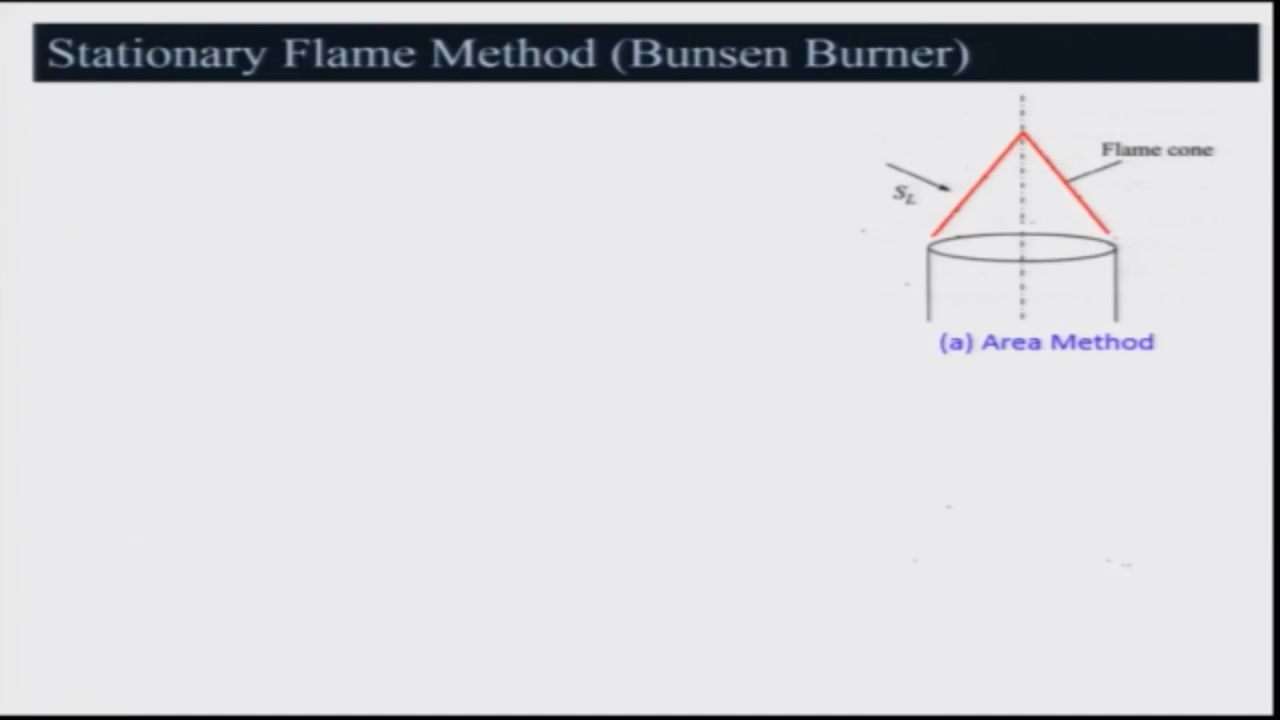 Stationary Flame Method (Bunsen Burner)
Flame cone
S_L
(a) Area Method